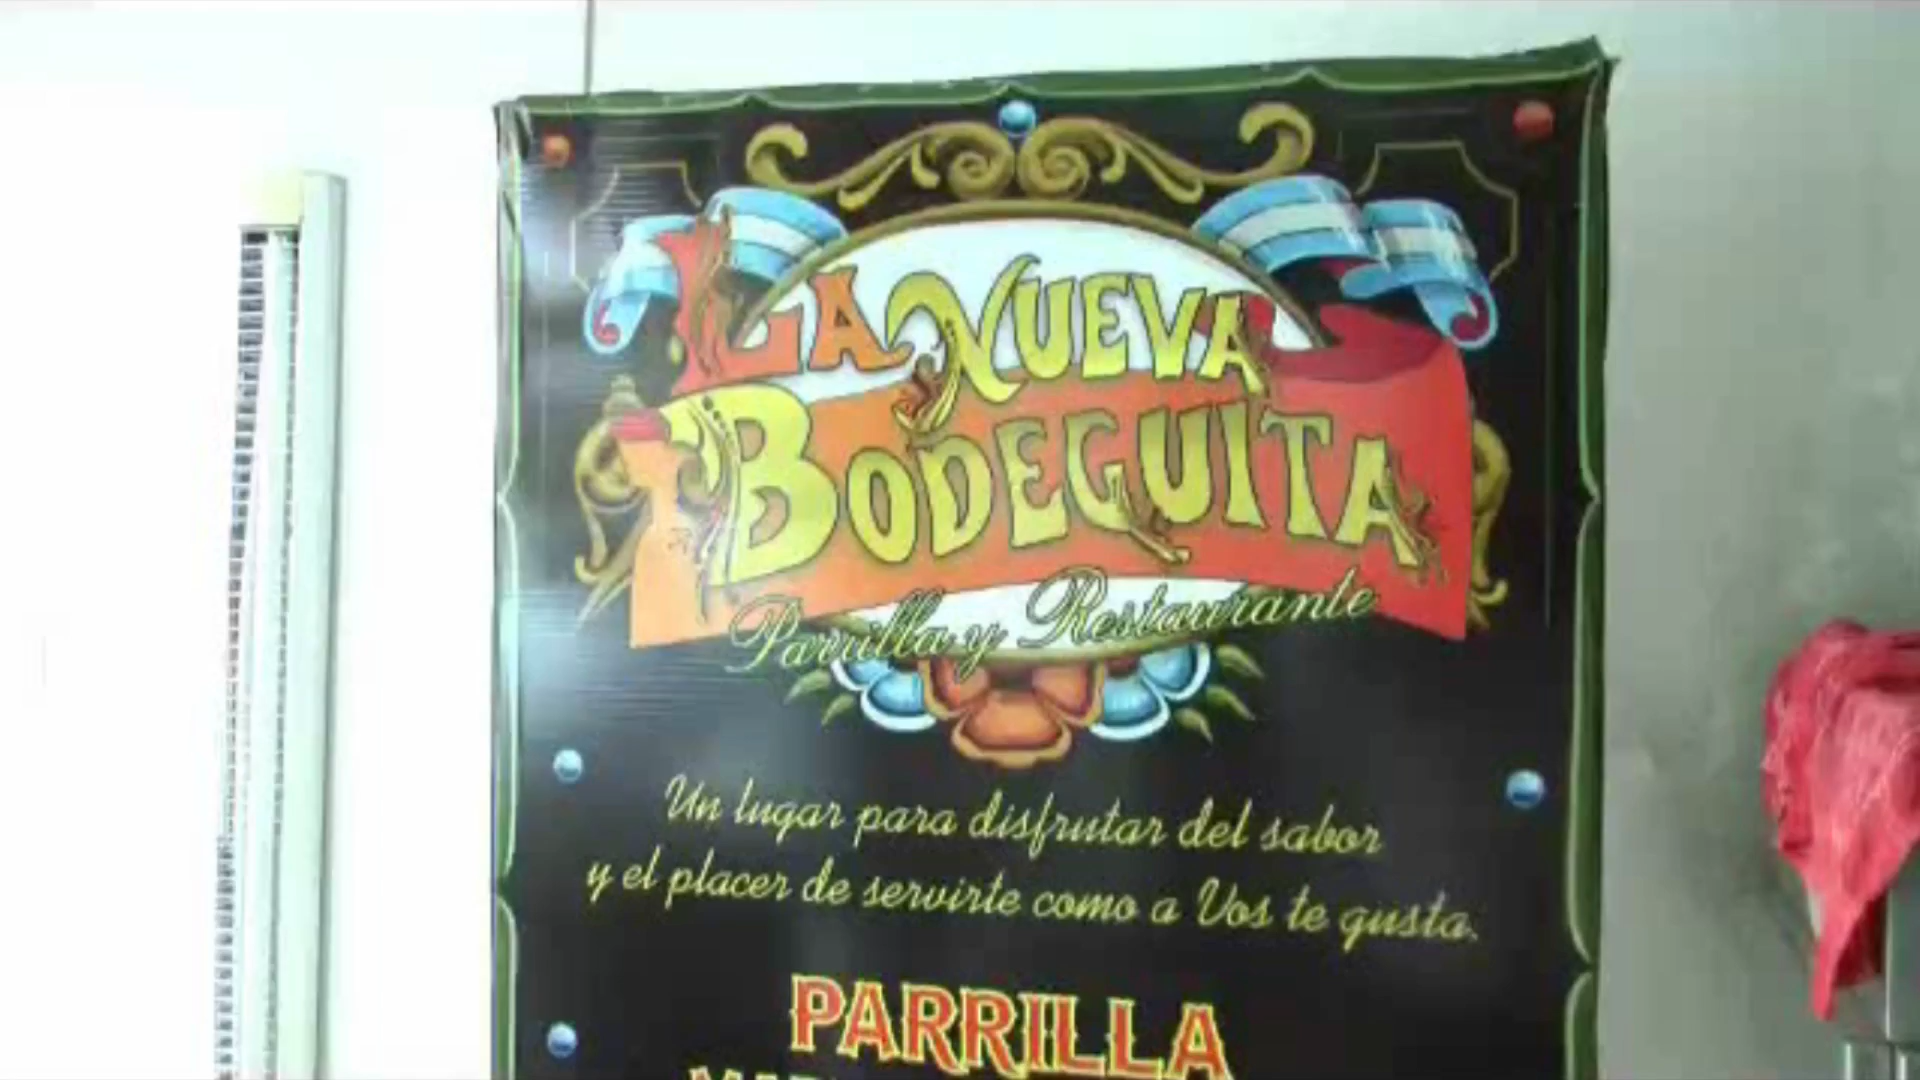 LA NUEVA
BODEGUITA
Parrilla y Restaurante
Un lugar para disfrutar del sabor
y el placer de servirte como a Vos te gusta.
PARRILLA